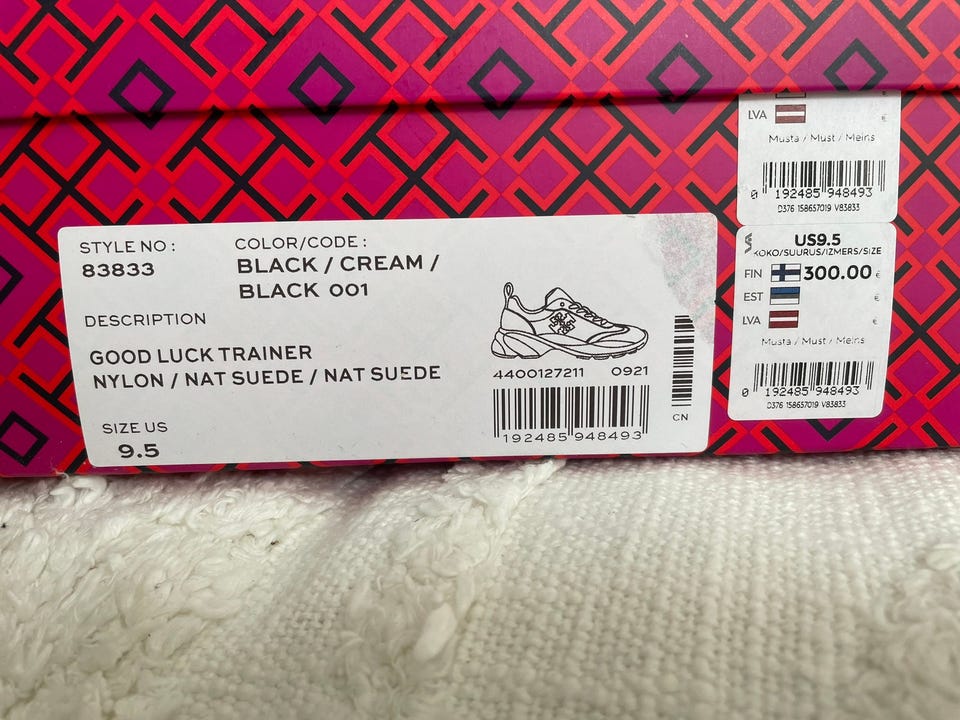 STYLE NO :
83833
COLOR/CODE :
BLACK / CREAM /
BLACK 001
DESCRIPTION
GOOD LUCK TRAINER
NYLON / NAT SUEDE / NAT SUEDE
SIZE US
9.5
4400127211 0921
192485 948493
CN
LVA €
Musta / Must / Melns
0 192485 948493
D376 158657019 V83833
US9.5
KOKO/SUURUS/IZMERS/SIZE
FIN 300.00 €
EST €
LVA €
Musta / Must / Melns
0 192485 948493
D376 158657019 V83833